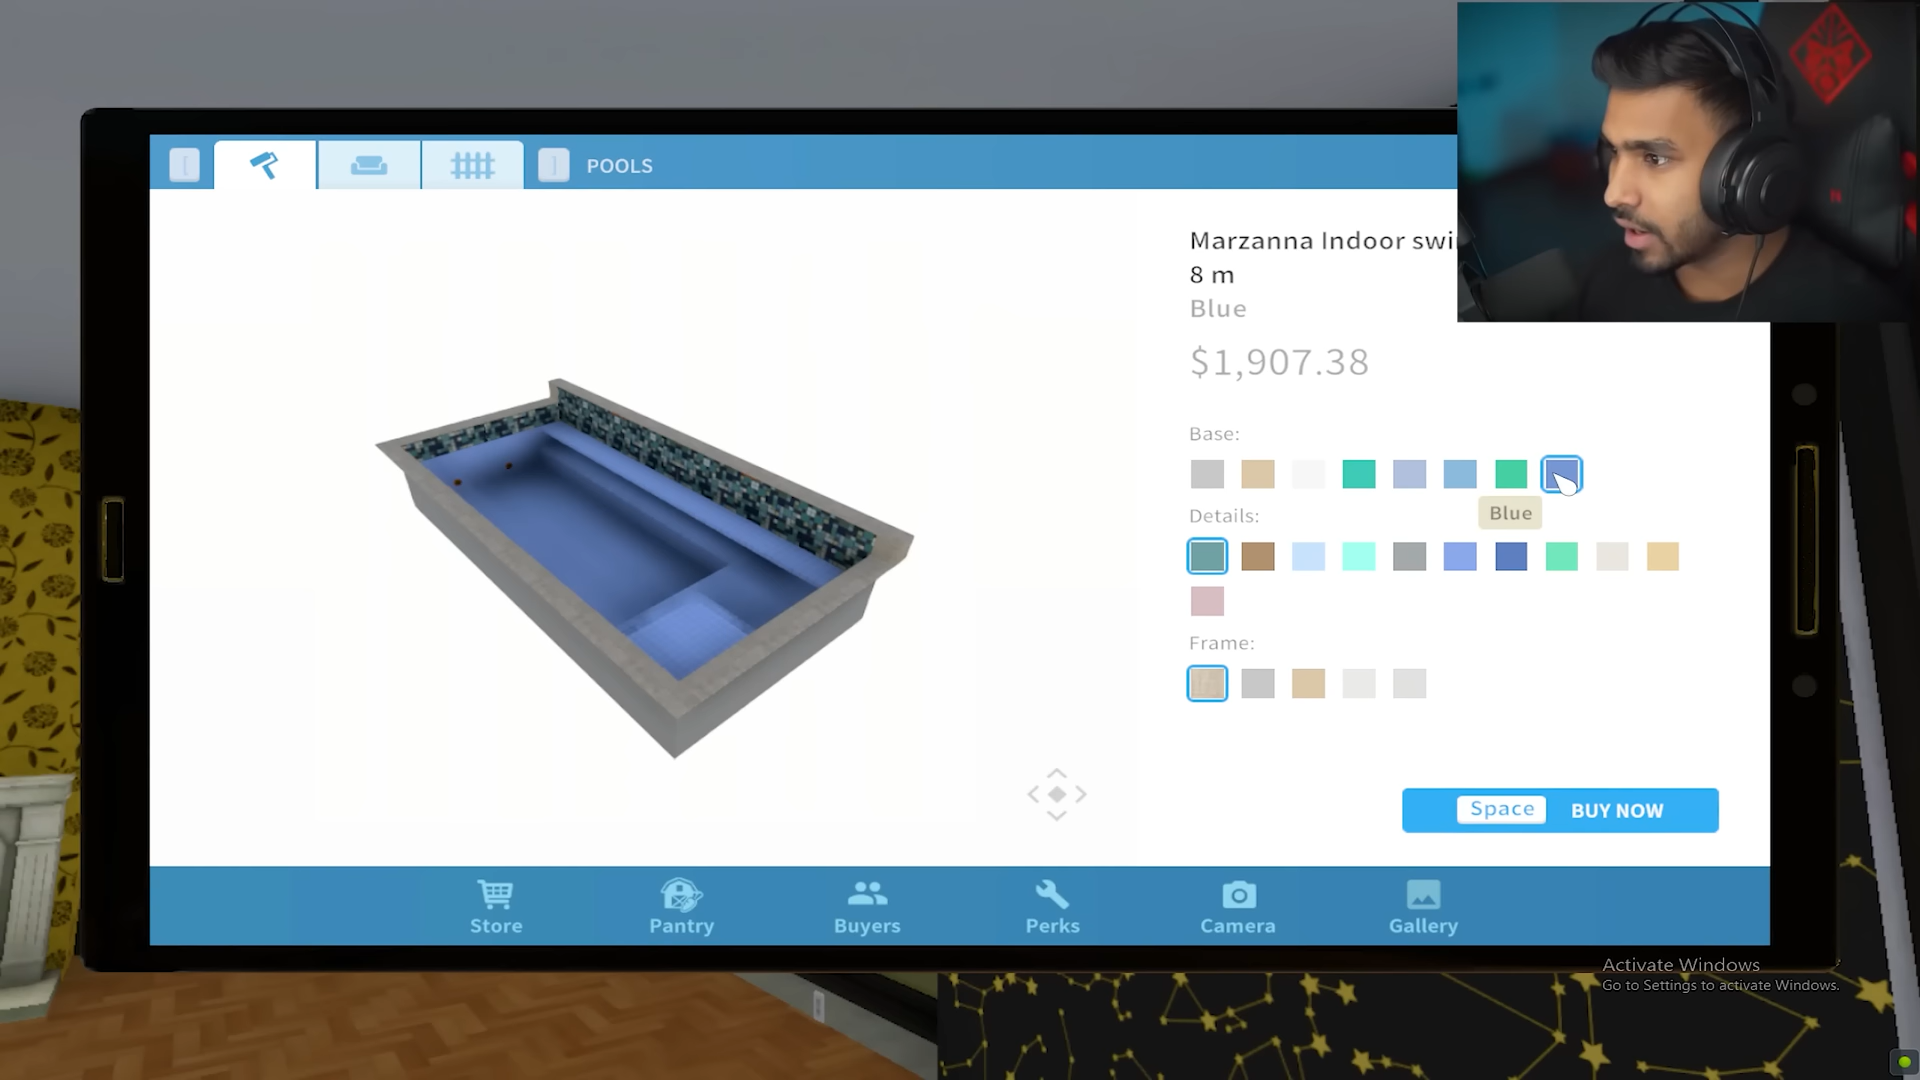 POOLS
Marzanna Indoor swi
8 m
Blue
$1,907.38
Base:
Blue
Details:
Frame:
Space BUY NOW
Store Pantry Buyers Perks Camera Gallery
Activate Windows
Go to Settings to activate Windows.